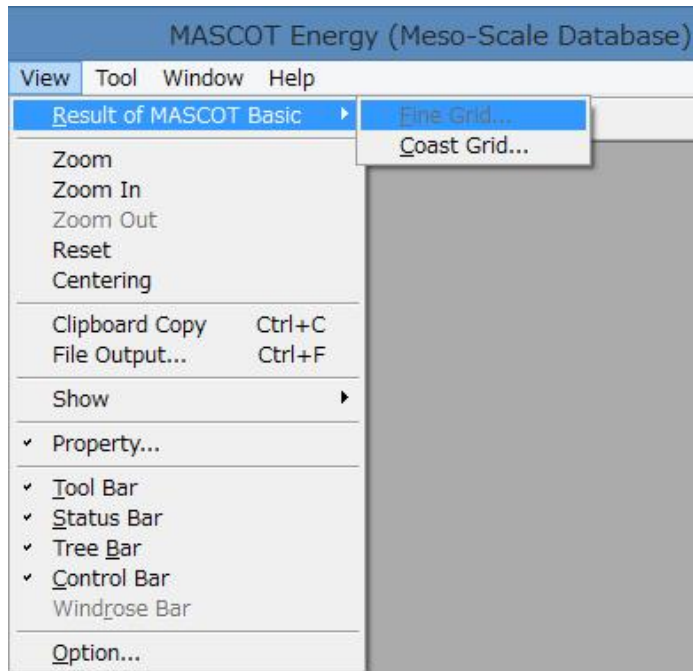 MASCOT Energy (Meso-Scale Database)
View Tool Window Help
Result of MASCOT Basic
Fine Grid...
Coast Grid...
Zoom
Zoom In
Zoom Out
Reset
Centering
Clipboard Copy Ctrl+C
File Output... Ctrl+F
Show
Property...
Tool Bar
Status Bar
Tree Bar
Control Bar
Windrose Bar
Option...